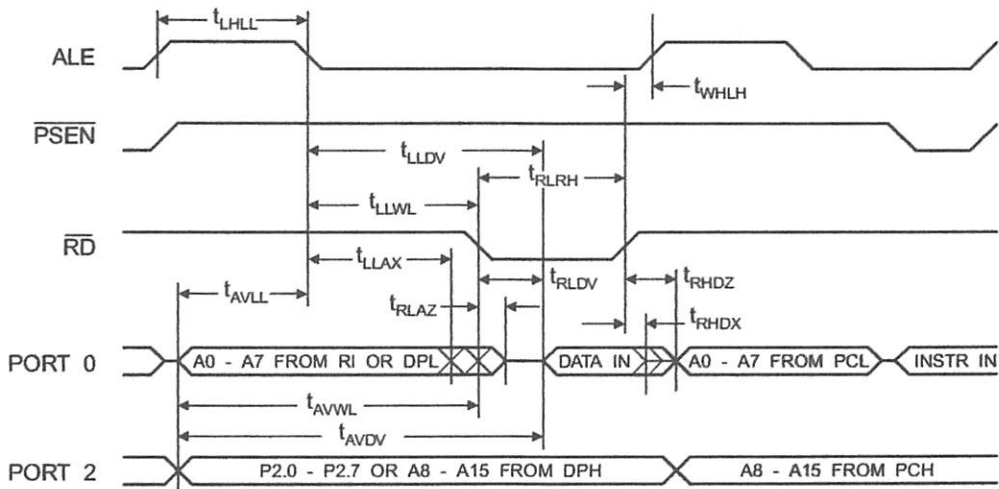 tLHLL
ALE
tWHLH
PSEN
tLLDV
tRLRH
tLLWL
RD
tLLAX
tRLDV
tRHDZ
tAVLL
tRLAZ
tRHDX
PORT 0
A0 - A7 FROM RI OR DPL
DATA IN
A0 - A7 FROM PCL
INSTR IN
tAVWL
tAVDV
PORT 2
P2.0 - P2.7 OR A8 - A15 FROM DPH
A8 - A15 FROM PCH